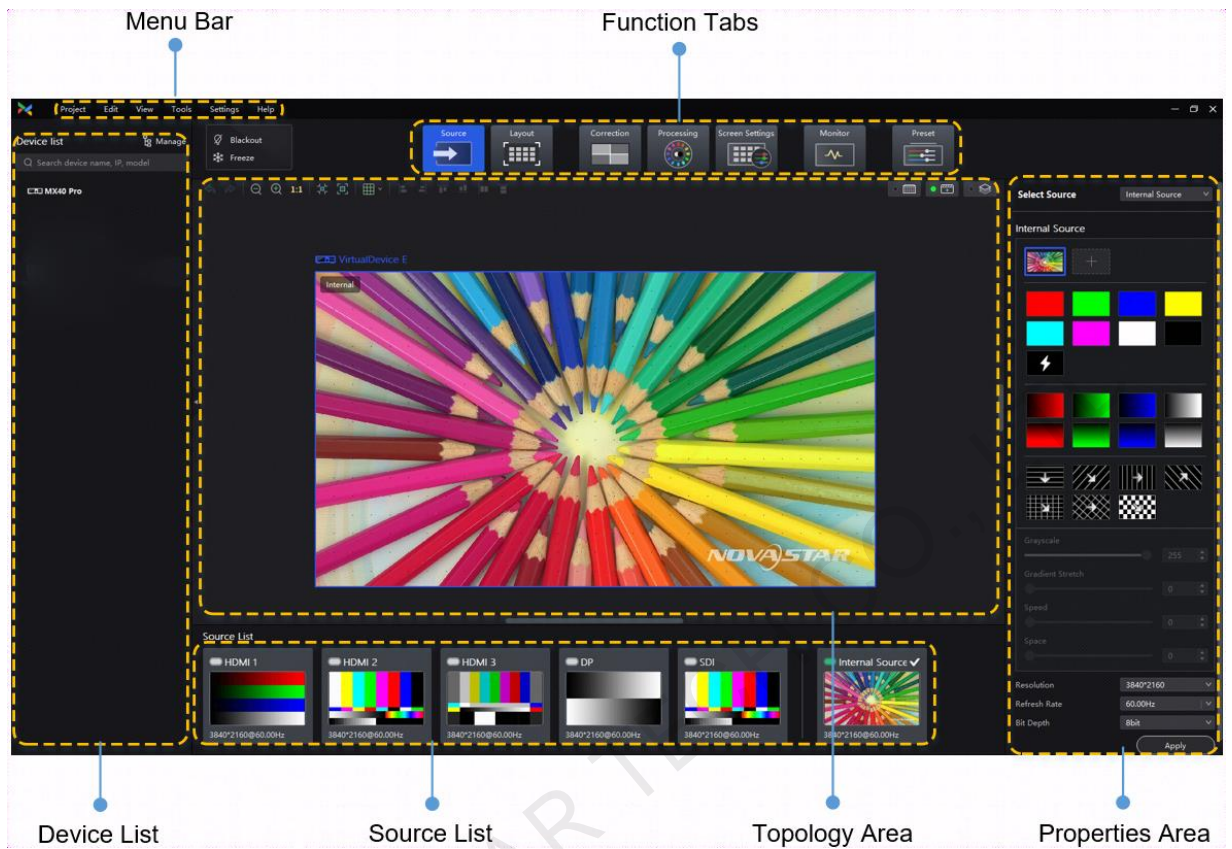 Menu Bar
Function Tabs
Project Edit View Tools Settings Help
Device list Manage
Search device name, IP, model
MX40 Pro
Blackout
Freeze
Source Layout Correction Processing Screen Settings Monitor Preset
1:1
VirtualDevice E
Internal
NOVASTAR
Select Source Internal Source
Internal Source
Grayscale
255
Gradient Stretch
0
Speed
0
Space
0
Resolution 3840*2160
Refresh Rate 60.00Hz
Bit Depth 8bit
Apply
Source List
HDMI 1 HDMI 2 HDMI 3 DP SDI Internal Source
3840*2160@60.00Hz 3840*2160@60.00Hz 3840*2160@60.00Hz 3840*2160@60.00Hz 3840*2160@60.00Hz 3840*2160@60.00Hz
Device List
Source List
Topology Area
Properties Area